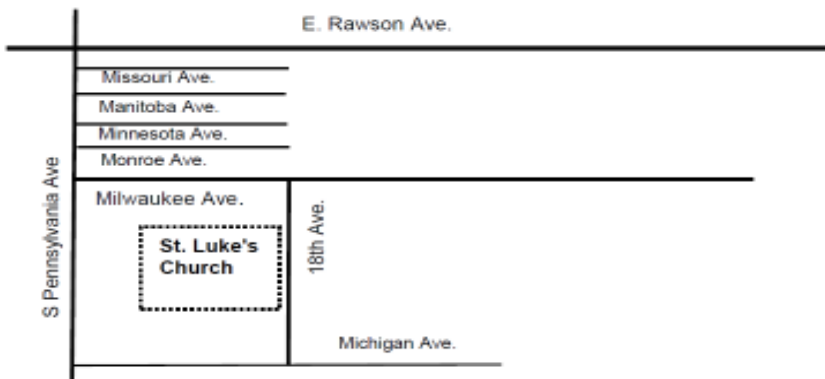 E. Rawson Ave.
Missouri Ave.
Manitoba Ave.
Minnesota Ave.
Monroe Ave.
S Pennsylvania Ave
Milwaukee Ave.
18th Ave.
St. Luke's
Church
Michigan Ave.